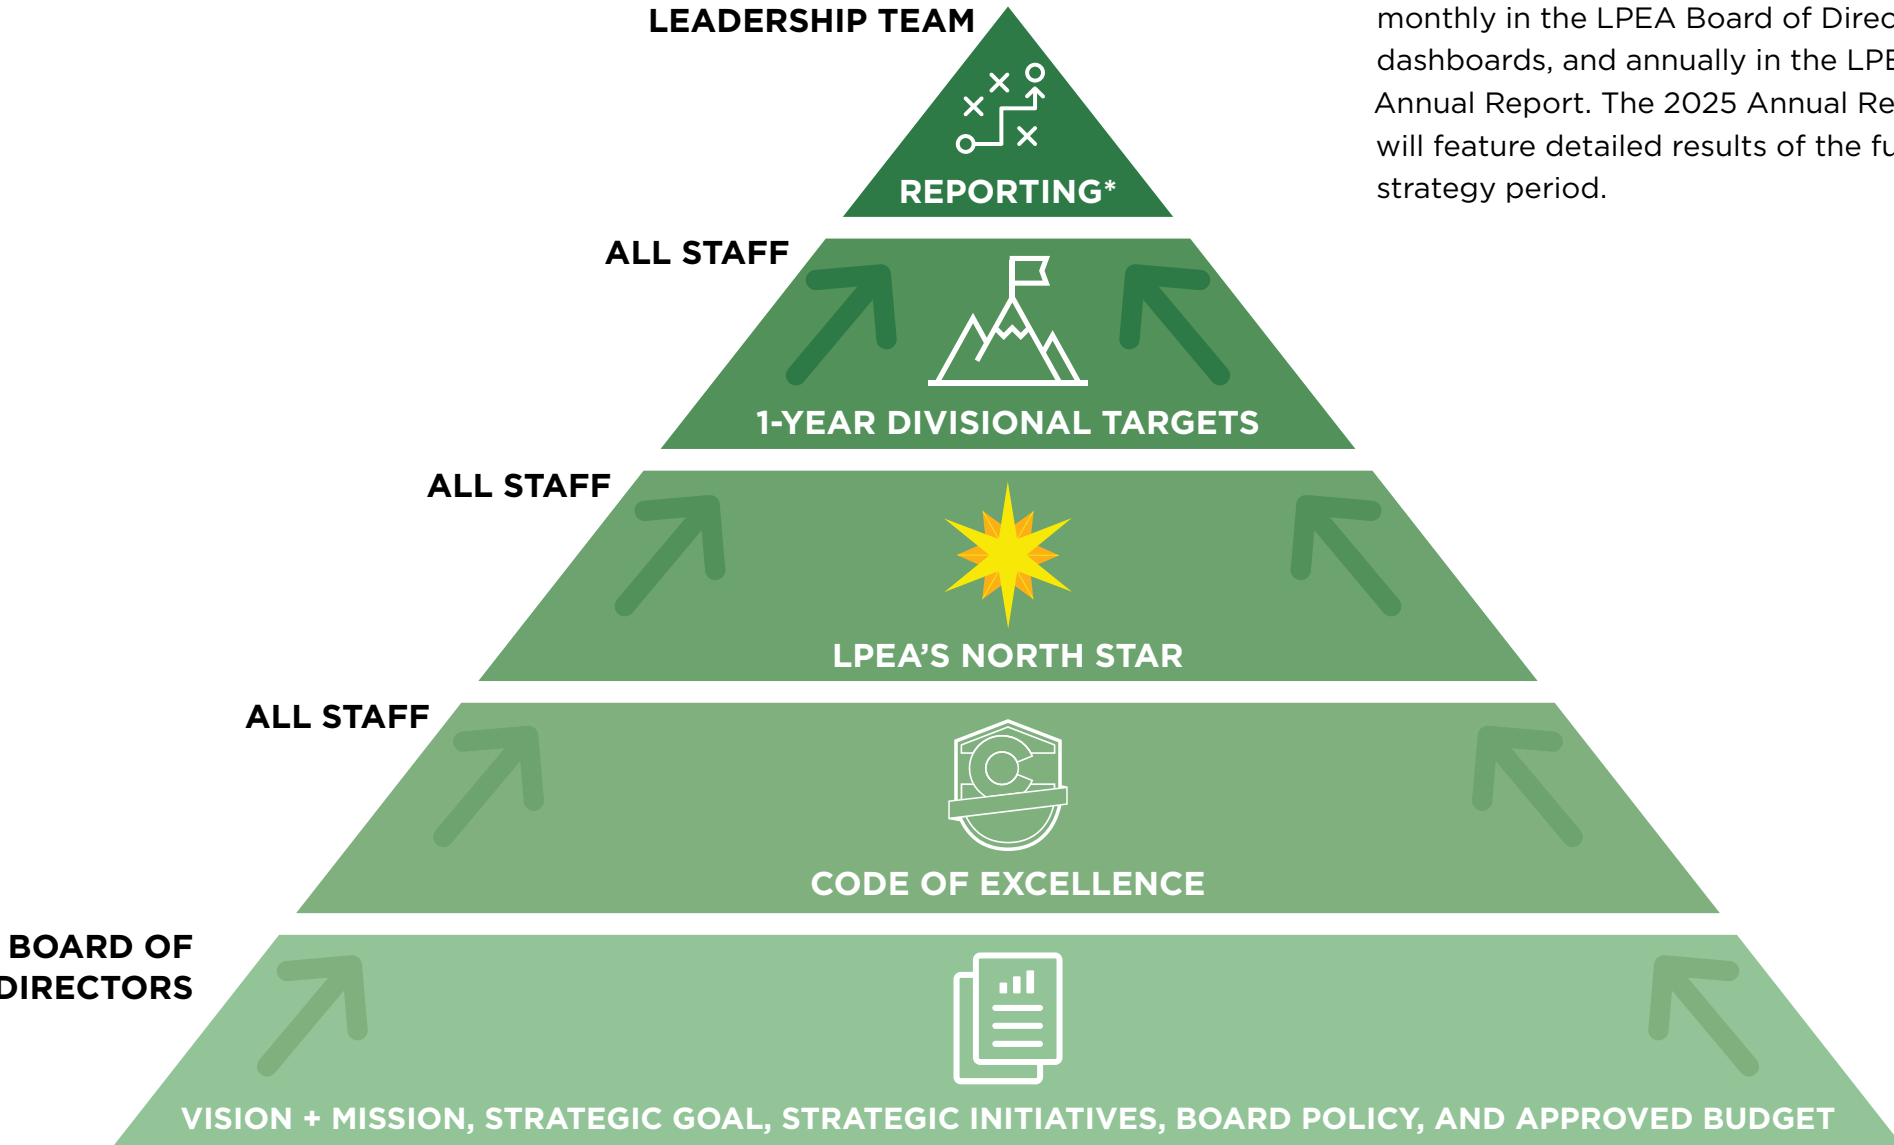 LEADERSHIP TEAM
monthly in the LPEA Board of Direc
dashboards, and annually in the LPE
Annual Report. The 2025 Annual Re
will feature detailed results of the fu
strategy period.
REPORTING*
ALL STAFF
1-YEAR DIVISIONAL TARGETS
ALL STAFF
LPEA’S NORTH STAR
ALL STAFF
CODE OF EXCELLENCE
BOARD OF
DIRECTORS
VISION + MISSION, STRATEGIC GOAL, STRATEGIC INITIATIVES, BOARD POLICY, AND APPROVED BUDGET